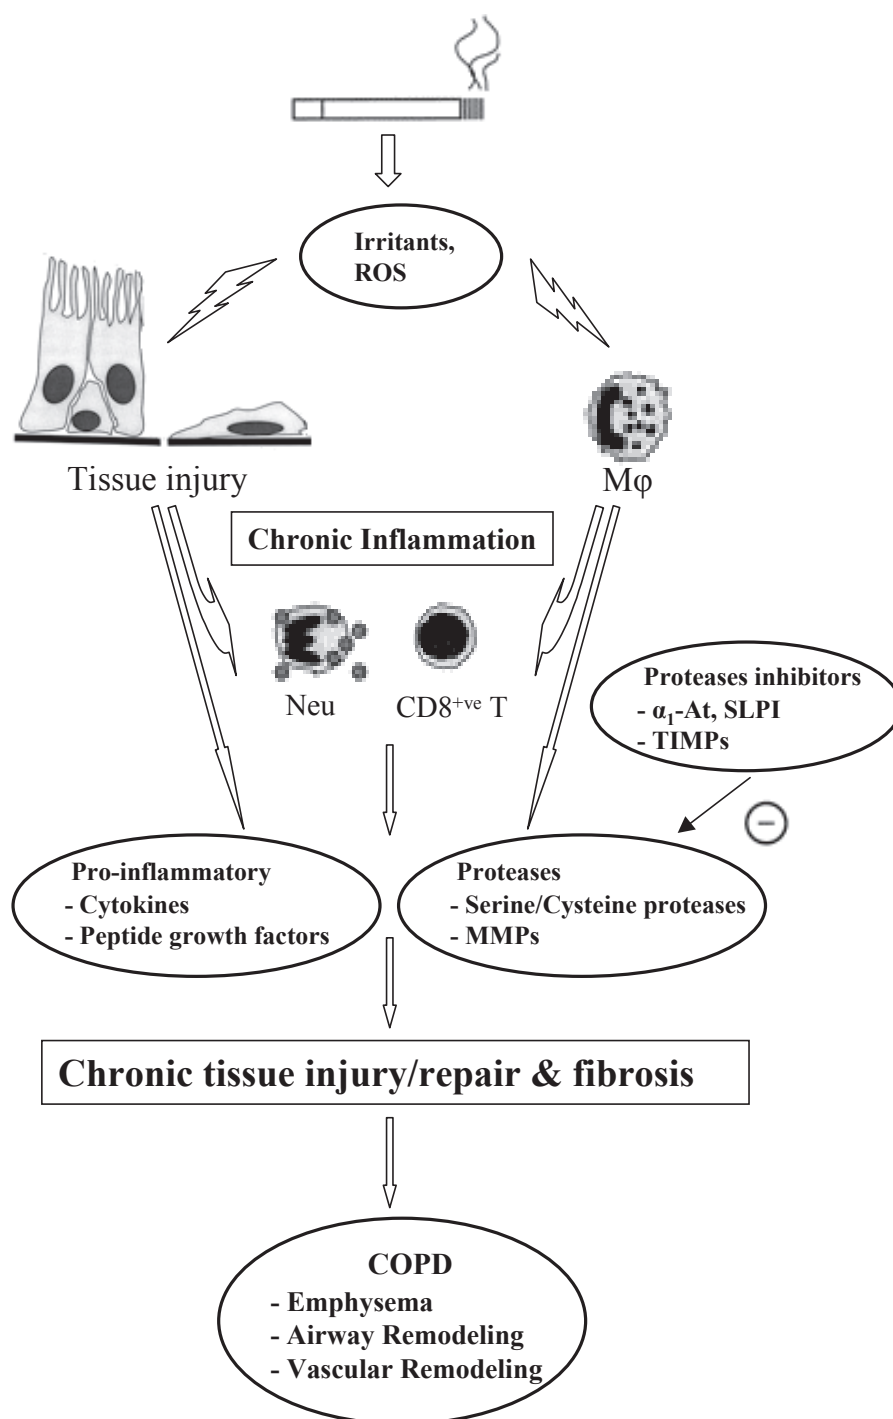 Irritants,
ROS
Tissue injury
Mφ
Chronic Inflammation
Neu
CD8⁺ᵛᵉ T
Proteases inhibitors
- α₁-At, SLPI
- TIMPs
−
Pro-inflammatory
- Cytokines
- Peptide growth factors
Proteases
- Serine/Cysteine proteases
- MMPs
Chronic tissue injury/repair & fibrosis
COPD
- Emphysema
- Airway Remodeling
- Vascular Remodeling